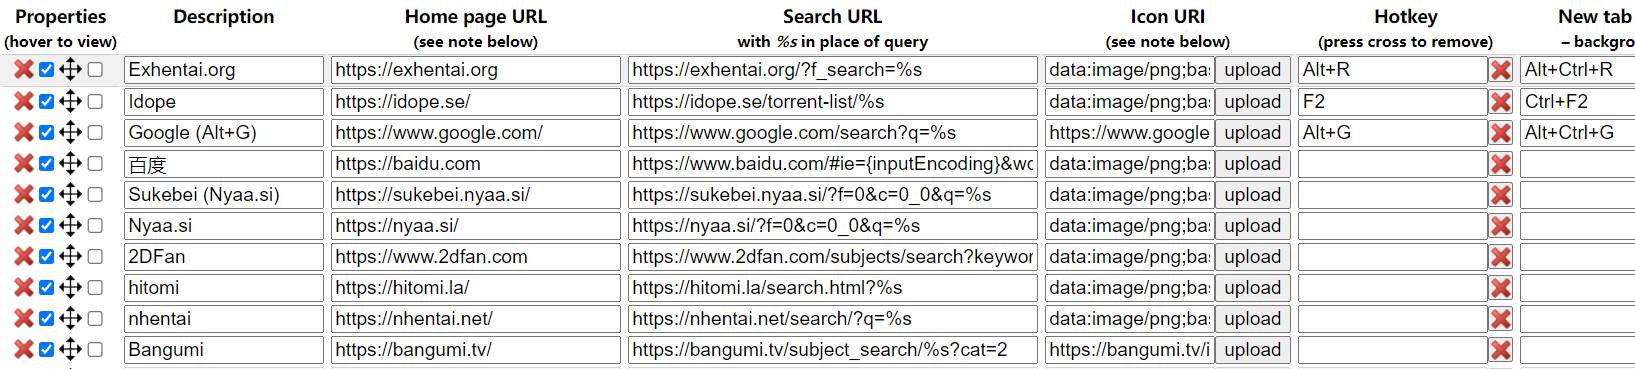 Properties Description Home page URL Search URL Icon URI Hotkey New tab
(hover to view) (see note below) with %s in place of query (see note below) (press cross to remove) – backgro
Exhentai.org https://exhentai.org https://exhentai.org/?f_search=%s data:image/png;ba: upload Alt+R Alt+Ctrl+R
Idope https://idope.se/ https://idope.se/torrent-list/%s data:image/png;ba: upload F2 Ctrl+F2
Google (Alt+G) https://www.google.com/ https://www.google.com/search?q=%s https://www.google upload Alt+G Alt+Ctrl+G
百度 https://baidu.com https://www.baidu.com/#ie={inputEncoding}&wc data:image/png;ba: upload
Sukebei (Nyaa.si) https://sukebei.nyaa.si/ https://sukebei.nyaa.si/?f=0&c=0_0&q=%s data:image/png;ba: upload
Nyaa.si https://nyaa.si/ https://nyaa.si/?f=0&c=0_0&q=%s data:image/png;ba: upload
2DFan https://www.2dfan.com https://www.2dfan.com/subjects/search?keywor data:image/png;ba: upload
hitomi https://hitomi.la/ https://hitomi.la/search.html?%s data:image/png;ba: upload
nhentai https://nhentai.net/ https://nhentai.net/search/?q=%s data:image/png;ba: upload
Bangumi https://bangumi.tv/ https://bangumi.tv/subject_search/%s?cat=2 https://bangumi.tv/i upload